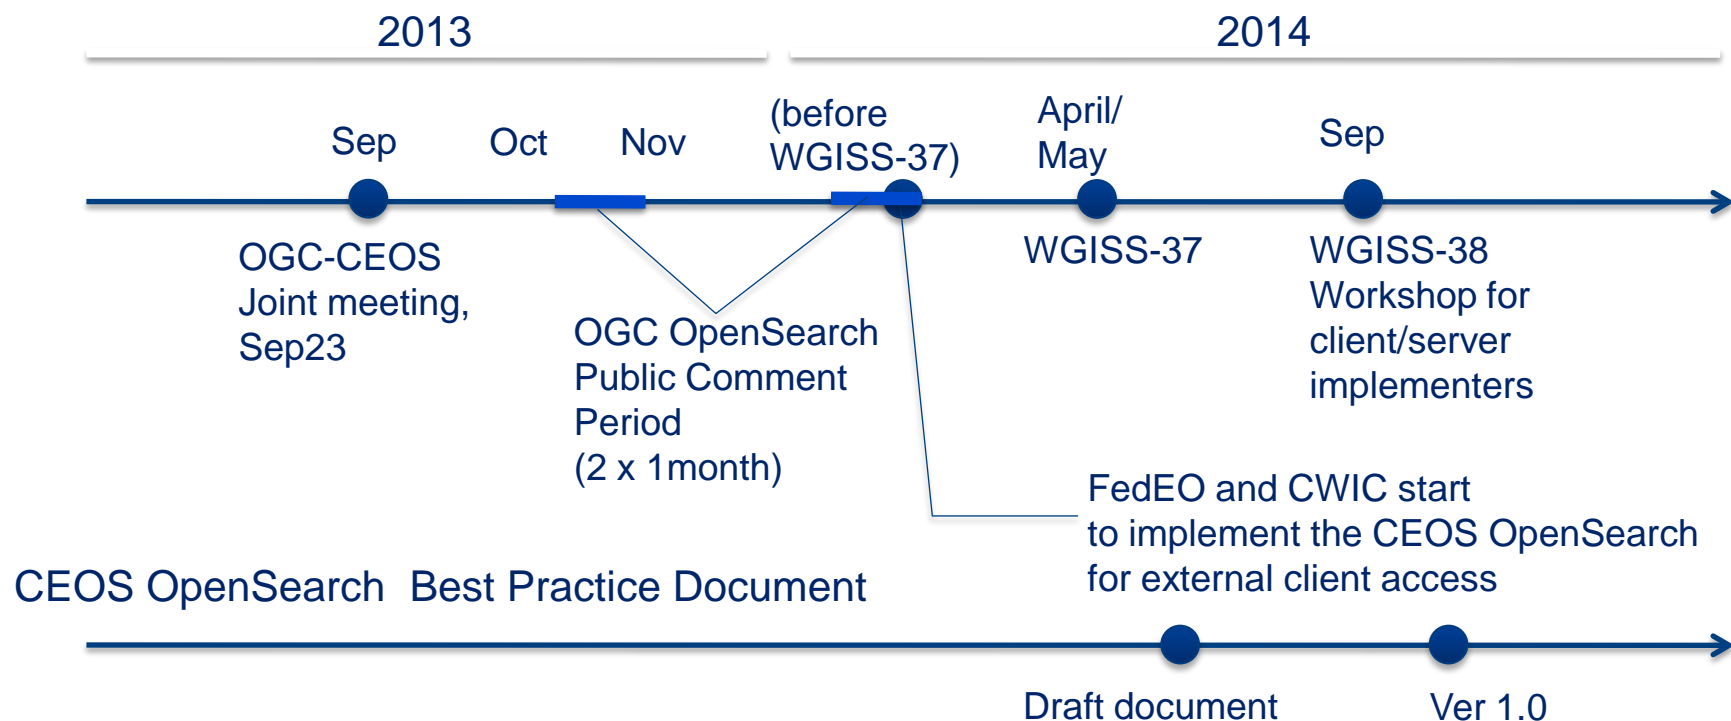 2013
2014
Sep
Oct
Nov
(before
WGISS-37)
April/
May
Sep
OGC-CEOS
Joint meeting,
Sep23
OGC OpenSearch
Public Comment
Period
(2 x 1month)
WGISS-37
WGISS-38
Workshop for
client/server
implementers
FedEO and CWIC start
to implement the CEOS OpenSearch
for external client access
CEOS OpenSearch  Best Practice Document
Draft document
Ver 1.0